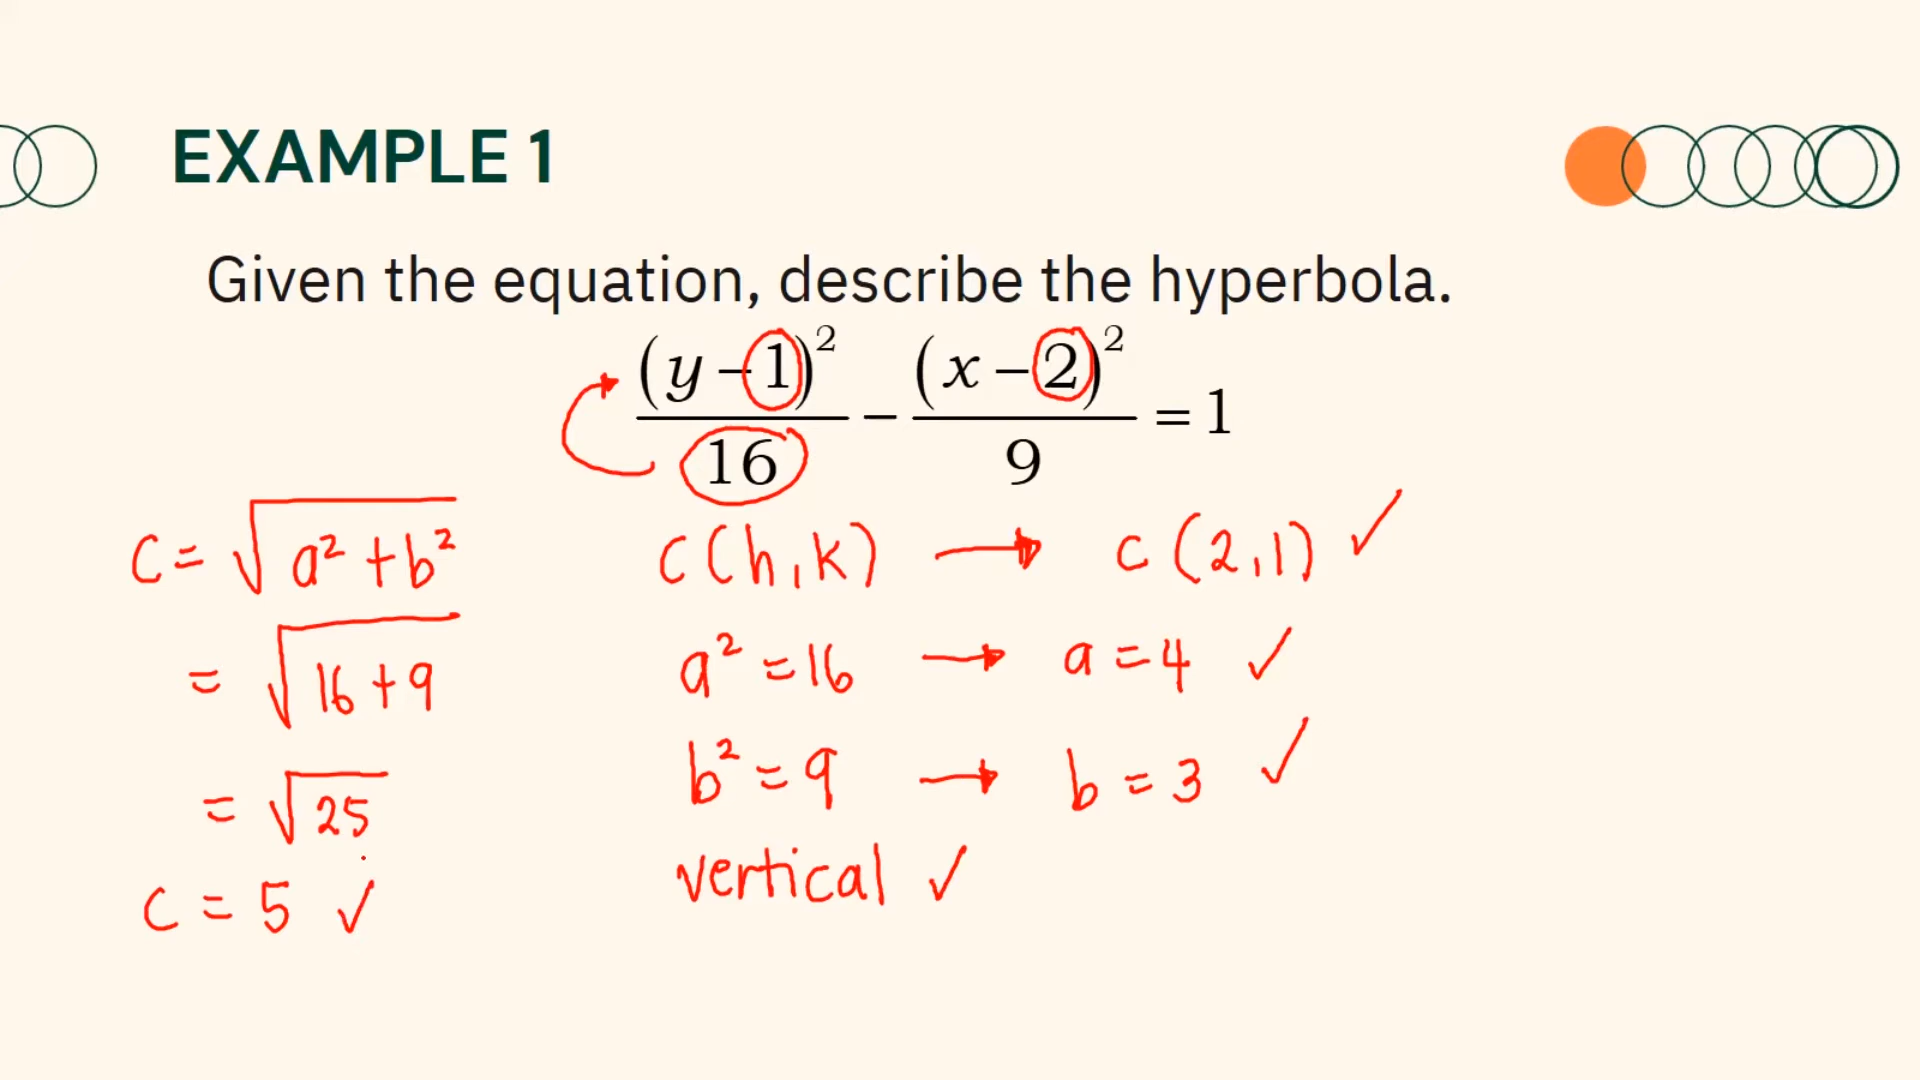 EXAMPLE 1
Given the equation, describe the hyperbola.
(y – 1)² / 16 – (x – 2)² / 9 = 1
c = √(a² + b²)
= √(16 + 9)
= √25
c = 5 ✓
c(h,k) → c(2,1) ✓
a² = 16 → a = 4 ✓
b² = 9 → b = 3 ✓
vertical ✓